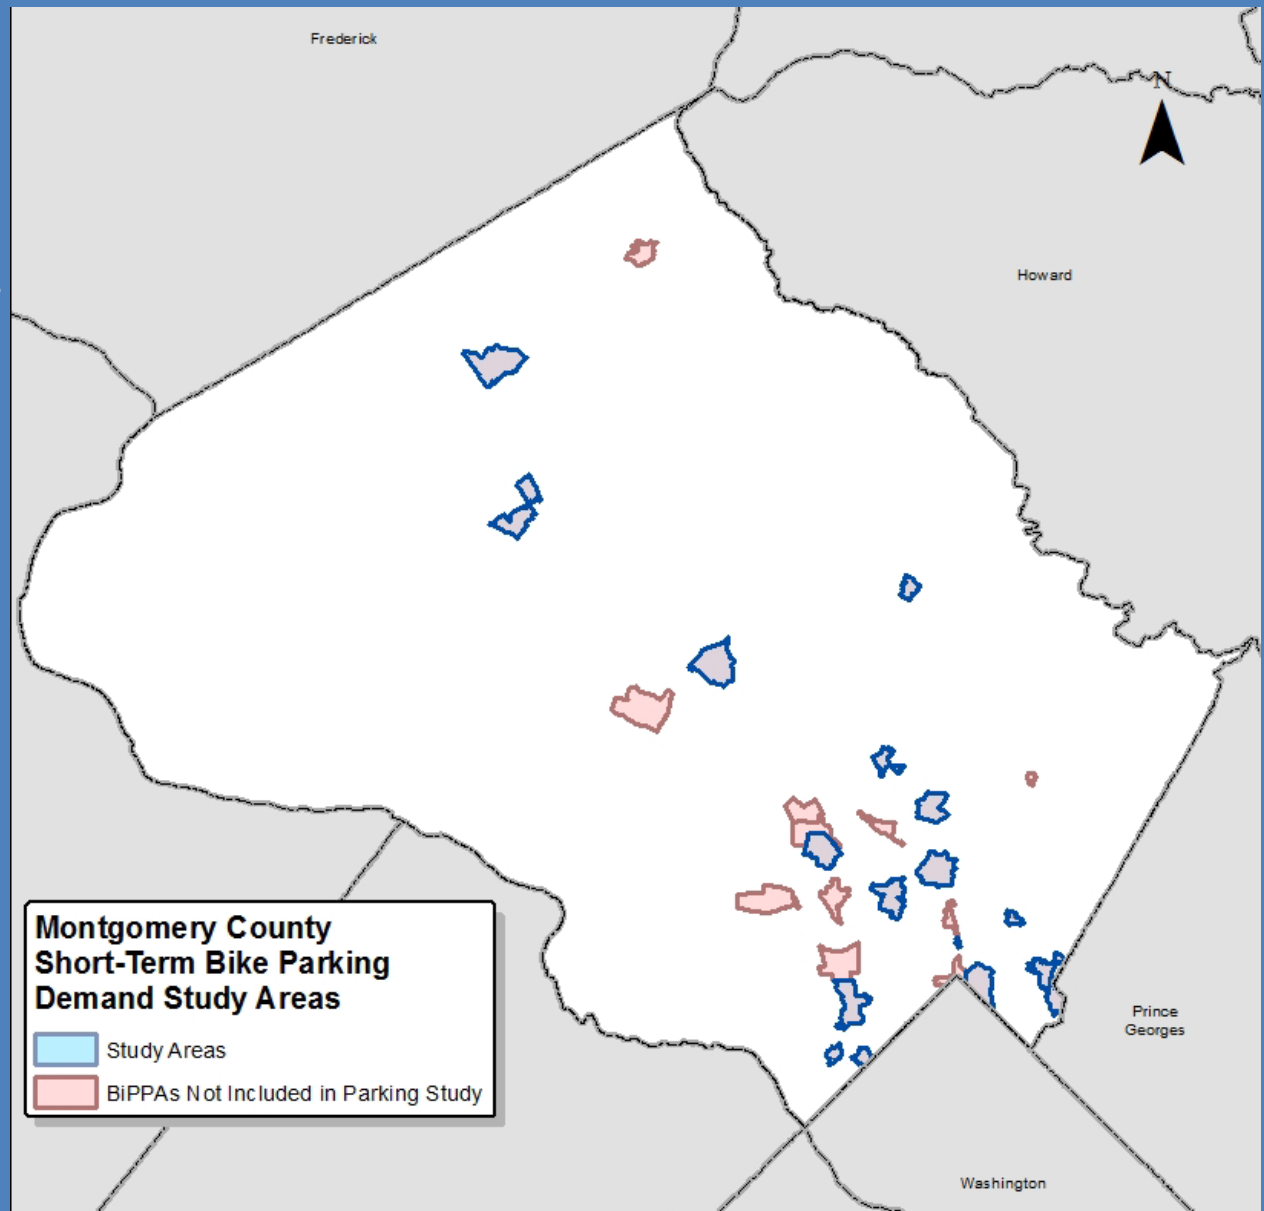 Frederick
N
Howard
Montgomery County
Short-Term Bike Parking
Demand Study Areas
Study Areas
BiPPAs Not Included in Parking Study
Prince
Georges
Washington